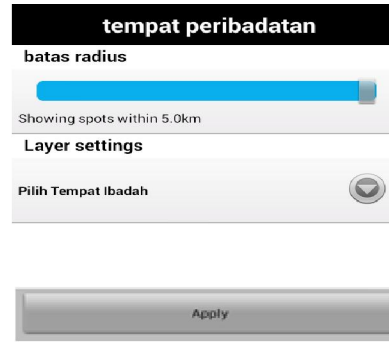 tempat peribadatan
batas radius
Showing spots within 5.0km
Layer settings
Pilih Tempat Ibadah
Apply